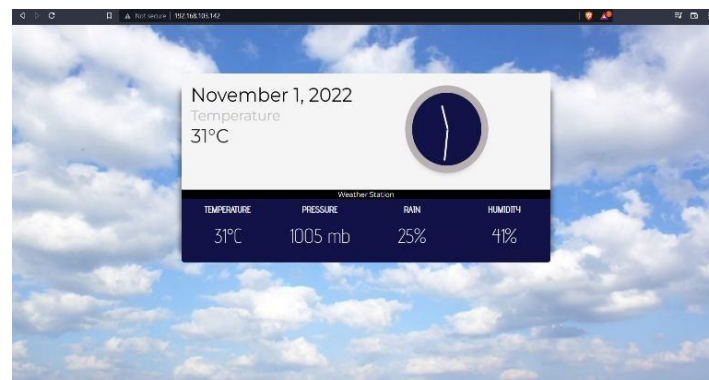 Not secure | 192.168.103.142
November 1, 2022
Temperature
31°C
Weather Station
TEMPERATURE PRESSURE RAIN HUMIDITY
31°C 1005 mb 25% 41%